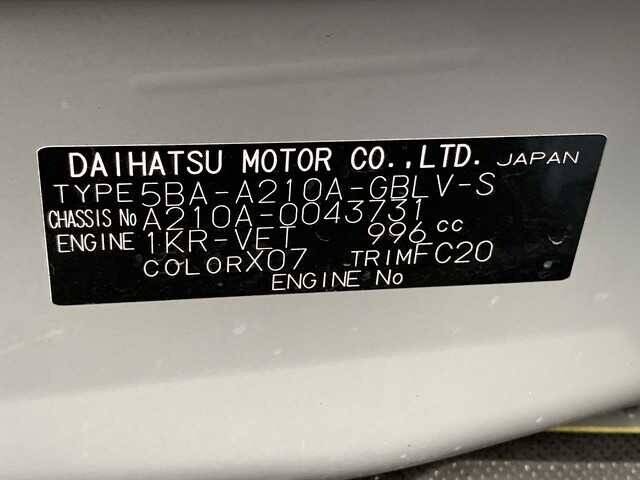 DAIHATSU MOTOR CO.,LTD. JAPAN
TYPE 5BA-A210A-GBLV-S
CHASSIS No A210A-0043731
ENGINE 1KR-VET 996 cc
COLOR X07 TRIM FC20
ENGINE No